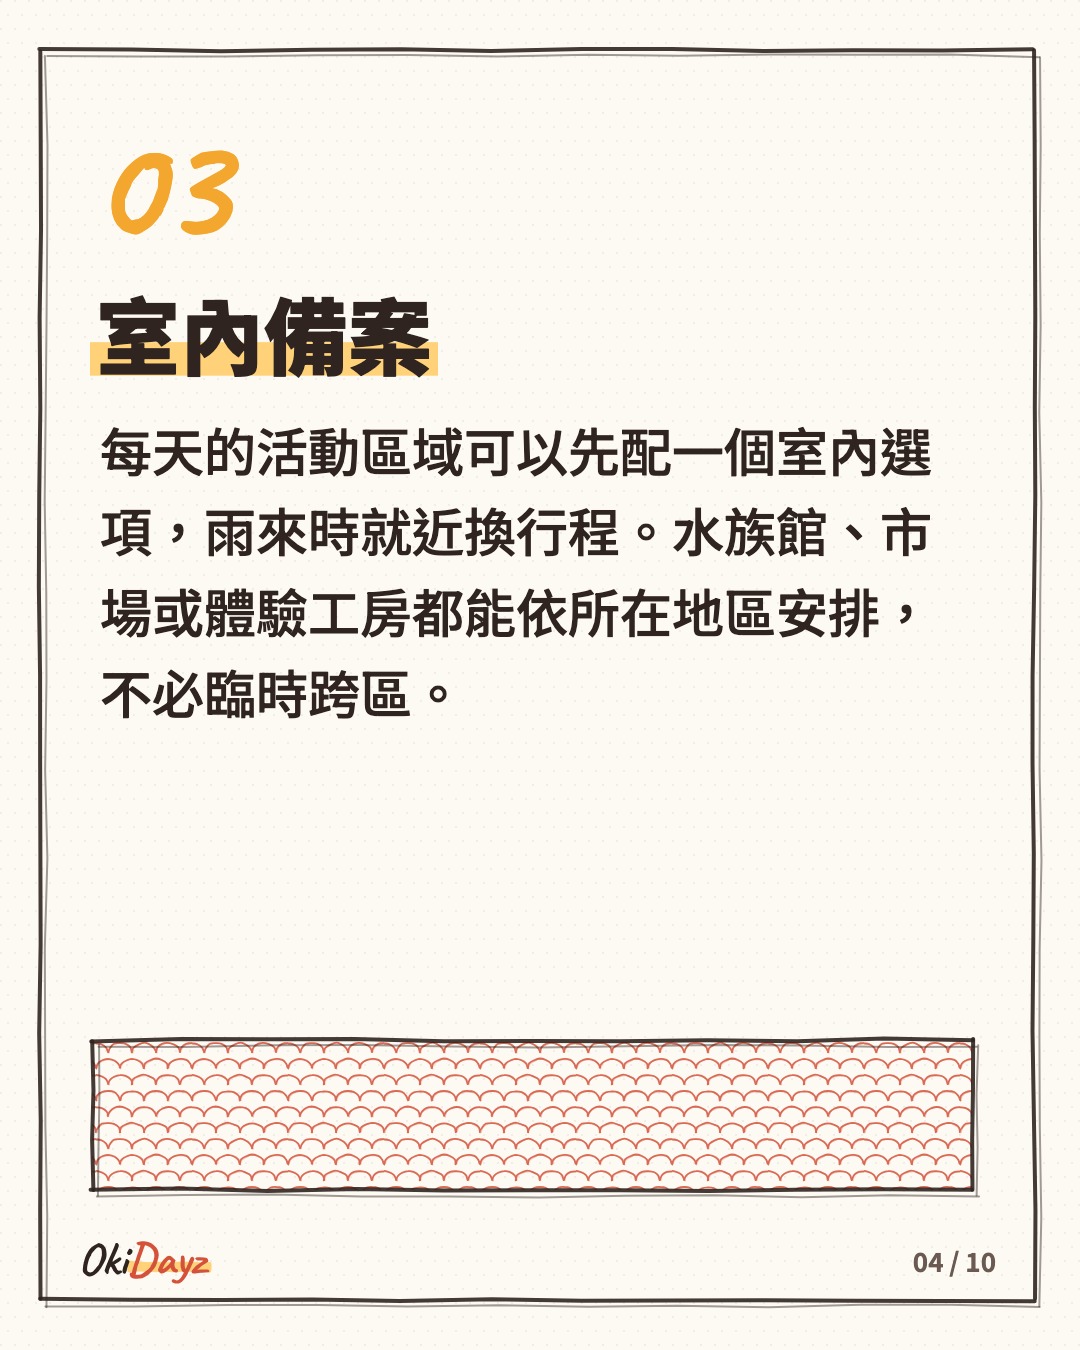 03
室內備案
每天的活動區域可以先配一個室內選
項，雨來時就近換行程。水族館、市
場或體驗工房都能依所在地區安排，
不必臨時跨區。
OkiDayz
04 / 10